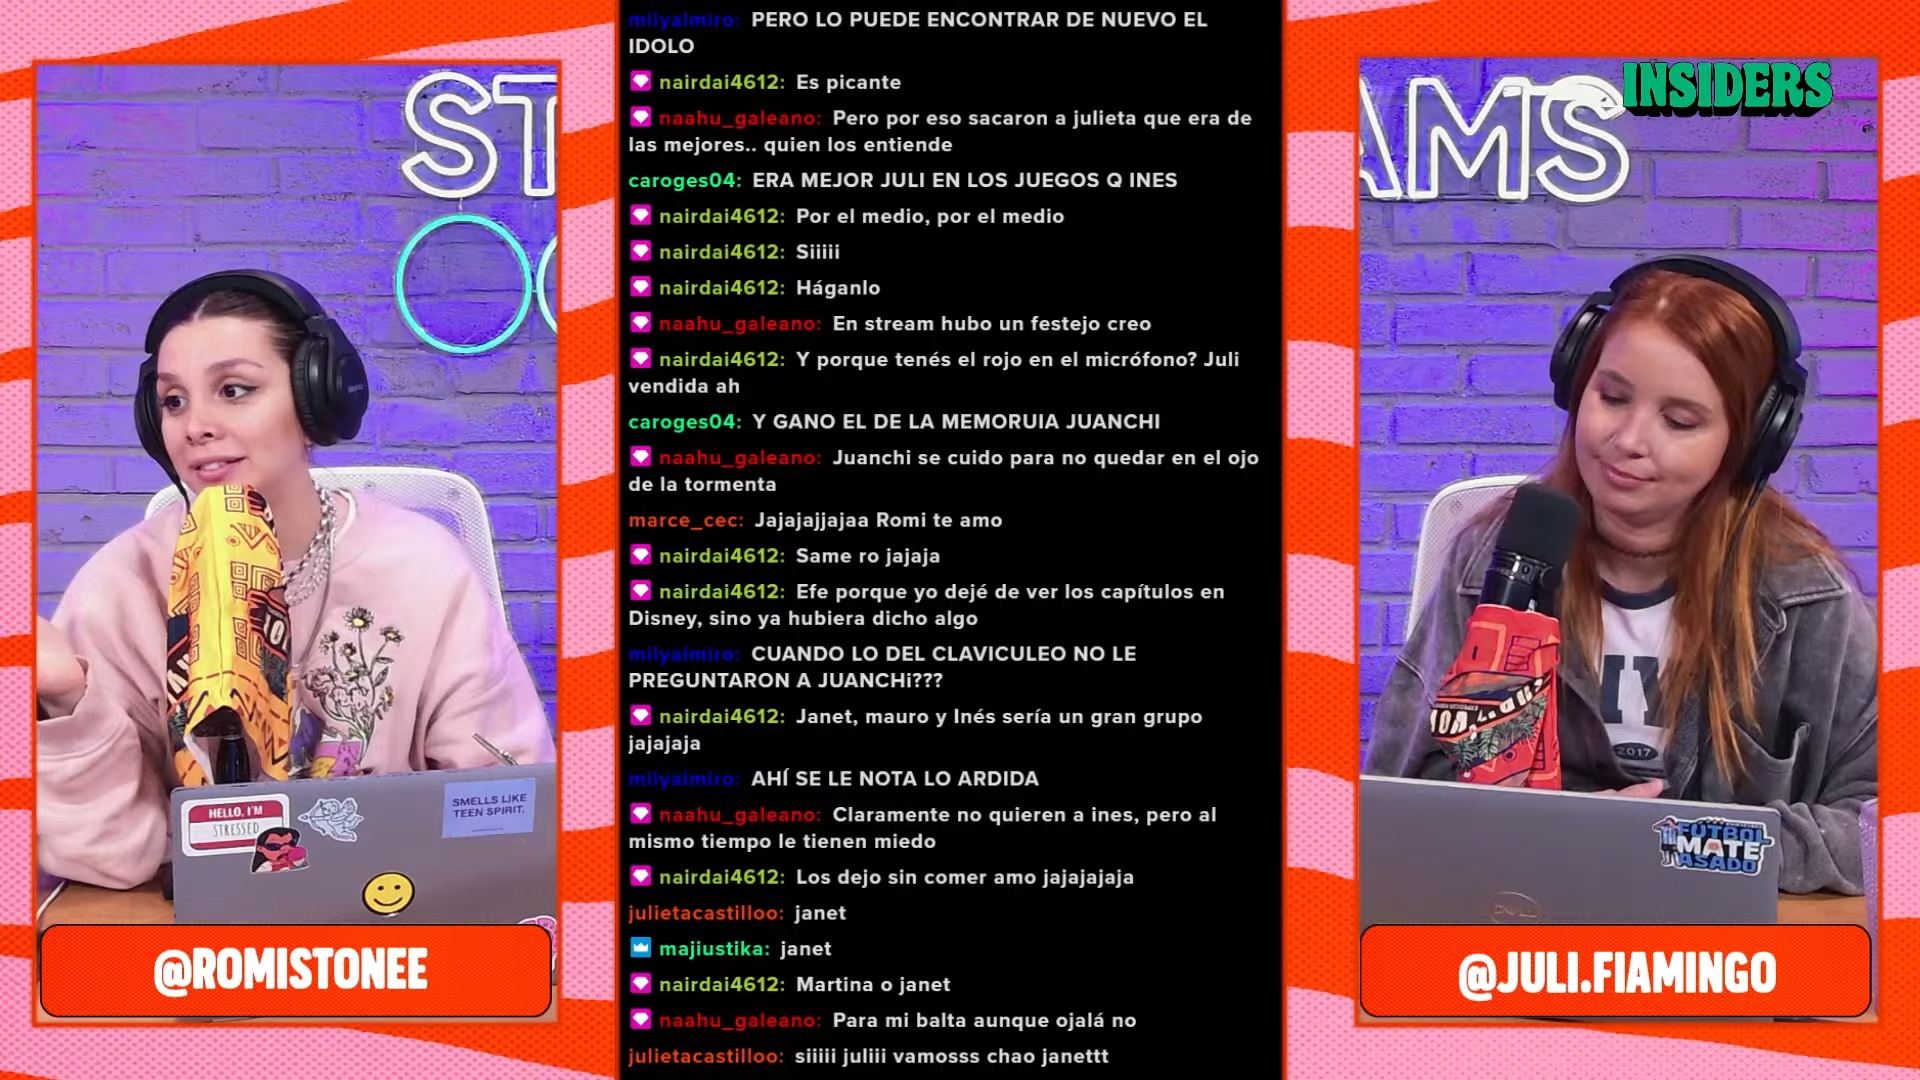 milyalmiro: PERO LO PUEDE ENCONTRAR DE NUEVO EL
IDOLO
nairdai4612: Es picante
naahu_galeano: Pero por eso sacaron a julieta que era de
las mejores.. quien los entiende
caroges04: ERA MEJOR JULI EN LOS JUEGOS Q INES
nairdai4612: Por el medio, por el medio
nairdai4612: Siiiii
nairdai4612: Háganlo
naahu_galeano: En stream hubo un festejo creo
nairdai4612: Y porque tenés el rojo en el micrófono? Juli
vendida ah
caroges04: Y GANO EL DE LA MEMORUIA JUANCHI
naahu_galeano: Juanchi se cuido para no quedar en el ojo
de la tormenta
marce_cec: Jajajajjajaa Romi te amo
nairdai4612: Same ro jajaja
nairdai4612: Efe porque yo dejé de ver los capítulos en
Disney, sino ya hubiera dicho algo
milyalmiro: CUANDO LO DEL CLAVICULEO NO LE
PREGUNTARON A JUANCHi???
nairdai4612: Janet, mauro y Inés sería un gran grupo
jajajaja
milyalmiro: AHÍ SE LE NOTA LO ARDIDA
naahu_galeano: Claramente no quieren a ines, pero al
mismo tiempo le tienen miedo
nairdai4612: Los dejo sin comer amo jajajajaja
julietacastilloo: janet
majiustika: janet
nairdai4612: Martina o janet
naahu_galeano: Para mi balta aunque ojalá no
julietacastilloo: siiiii juliii vamosss chao janettt
ST
HELLO, I'M
STRESSED
SMELLS LIKE
TEEN SPIRIT.
@ROMISTONEE
INSIDERS
AMS
2017
FUTBOL
MATE
ASADO
DELL
@JULI.FIAMINGO